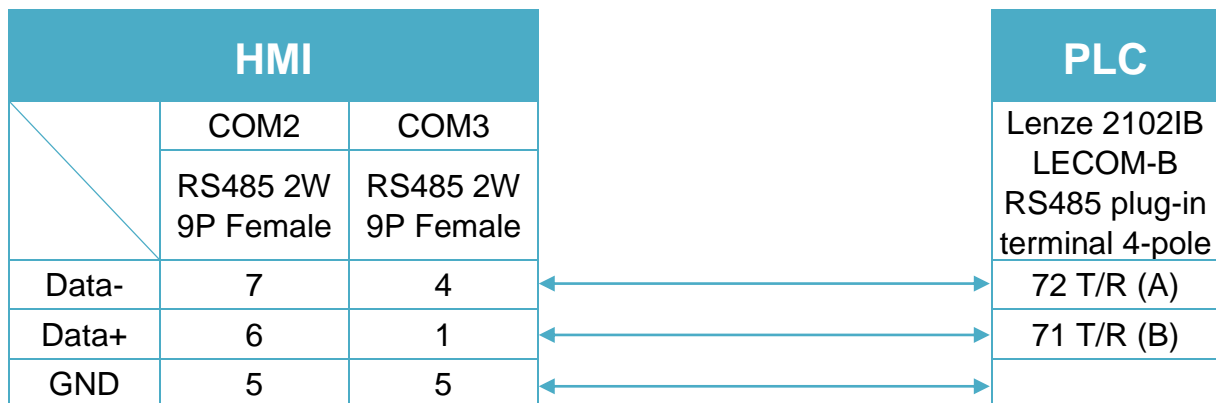 HMI PLC
COM2 COM3 Lenze 2102IB
LECOM-B
RS485 2W RS485 2W RS485 plug-in
9P Female 9P Female terminal 4-pole
Data- 7 4 72 T/R (A)
Data+ 6 1 71 T/R (B)
GND 5 5